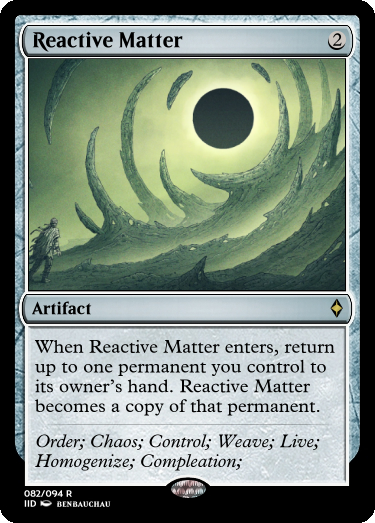 Reactive Matter 2
Artifact
When Reactive Matter enters, return
up to one permanent you control to
its owner's hand. Reactive Matter
becomes a copy of that permanent.
Order; Chaos; Control; Weave; Live;
Homogenize; Compleation;
082/094 R
IID BENBAUCHAU